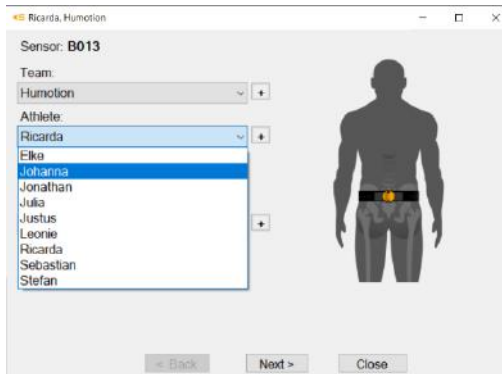 Ricarda, Humotion
Sensor: B013
Team:
Humotion
+
Athlete:
Ricarda
+
Elke
Johanna
Jonathan
Julia
Justus
Leonie
Ricarda
Sebastian
Stefan
+
< Back
Next >
Close